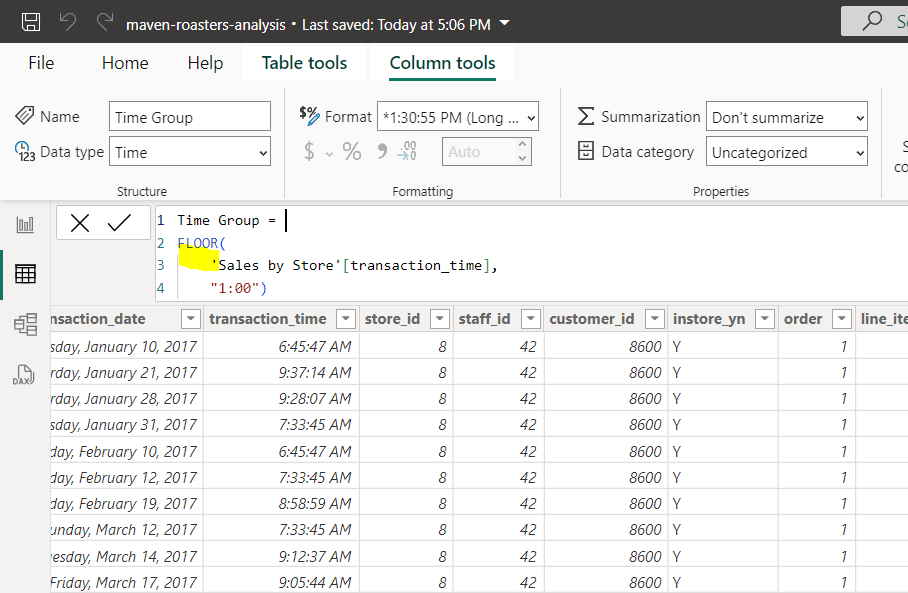 maven-roasters-analysis • Last saved: Today at 5:06 PM
File Home Help Table tools Column tools
Name Time Group
Data type Time
Structure
$% Format *1:30:55 PM (Long ...
$ % Auto
Formatting
Summarization Don't summarize
Data category Uncategorized
Properties
1 Time Group =
2 FLOOR(
3 'Sales by Store'[transaction_time],
4 "1:00")
DAX
nsaction_date transaction_time store_id staff_id customer_id instore_yn order line_ite
sday, January 10, 2017 6:45:47 AM 8 42 8600 Y 1
rday, January 21, 2017 9:37:14 AM 8 42 8600 Y 1
rday, January 28, 2017 9:28:07 AM 8 42 8600 Y 1
sday, January 31, 2017 7:33:45 AM 8 42 8600 Y 1
day, February 10, 2017 6:45:47 AM 8 42 8600 Y 1
day, February 12, 2017 7:33:45 AM 8 42 8600 Y 1
day, February 19, 2017 8:58:59 AM 8 42 8600 Y 1
unday, March 12, 2017 7:33:45 AM 8 42 8600 Y 1
esday, March 14, 2017 9:12:37 AM 8 42 8600 Y 1
Friday, March 17, 2017 9:05:44 AM 8 42 8600 Y 1